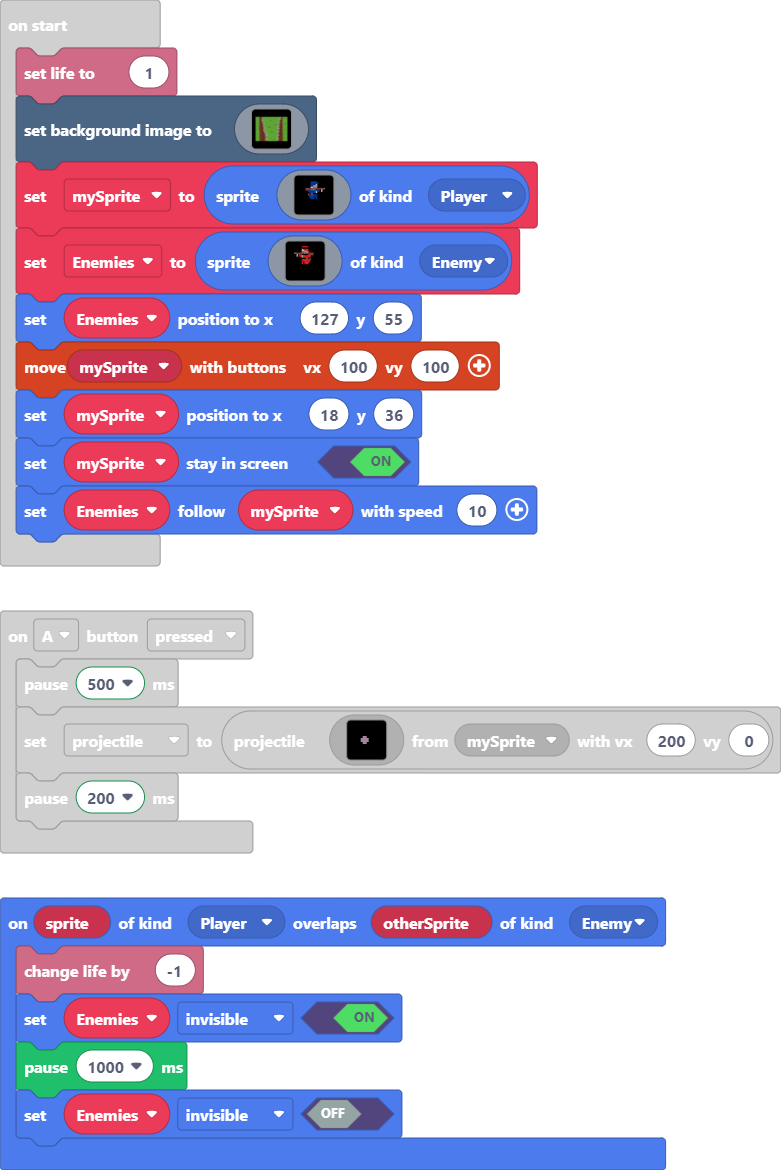 on start
set life to 1
set background image to
set mySprite to sprite of kind Player
set Enemies to sprite of kind Enemy
set Enemies position to x 127 y 55
move mySprite with buttons vx 100 vy 100
set mySprite position to x 18 y 36
set mySprite stay in screen ON
set Enemies follow mySprite with speed 10
on A button pressed
pause 500 ms
set projectile to projectile from mySprite with vx 200 vy 0
pause 200 ms
on sprite of kind Player overlaps otherSprite of kind Enemy
change life by -1
set Enemies invisible ON
pause 1000 ms
set Enemies invisible OFF